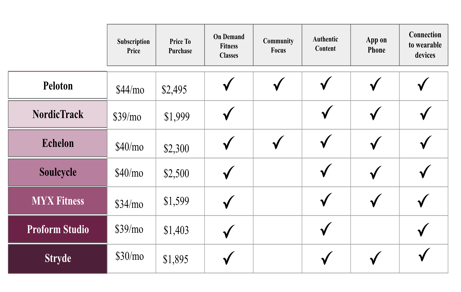 Subscription Price
Price To Purchase
On Demand Fitness Classes
Community Focus
Authentic Content
App on Phone
Connection to wearable devices
Peloton $44/mo $2,495 ✓ ✓ ✓ ✓ ✓
NordicTrack $39/mo $1,999 ✓ ✓ ✓ ✓
Echelon $40/mo $2,300 ✓ ✓ ✓ ✓ ✓
Soulcycle $40/mo $2,500 ✓ ✓ ✓ ✓
MYX Fitness $34/mo $1,599 ✓ ✓ ✓ ✓
Proform Studio $39/mo $1,403 ✓ ✓ ✓
Stryde $30/mo $1,895 ✓ ✓ ✓ ✓